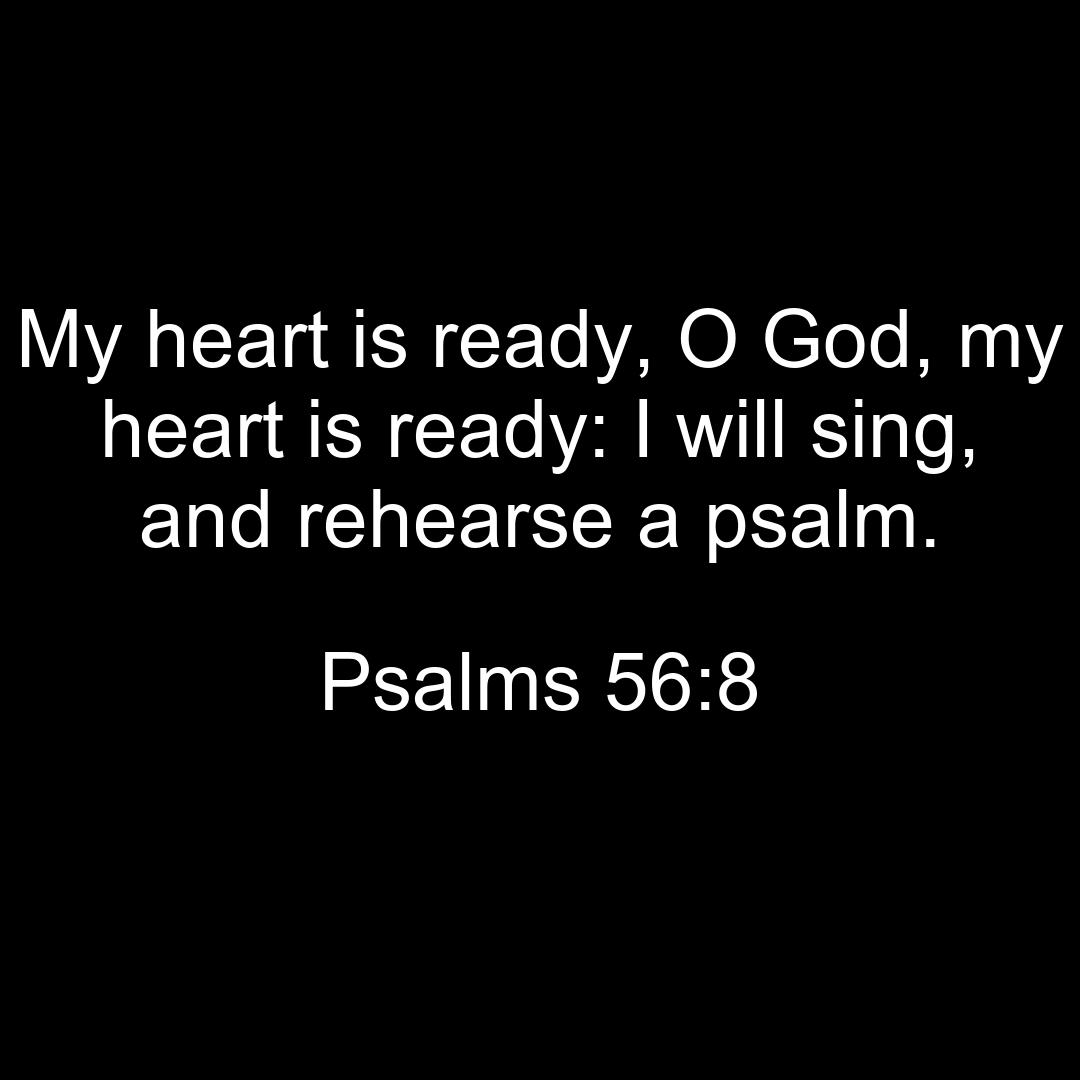 My heart is ready, O God, my
heart is ready: I will sing,
and rehearse a psalm.
Psalms 56:8